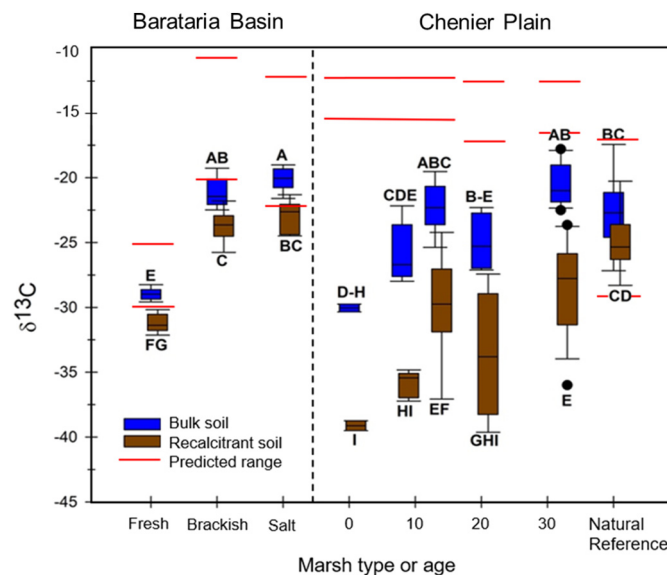 Barataria Basin
Chenier Plain
-10
-15
-20
-25
-30
-35
-40
-45
δ13C
E
FG
AB
C
A
BC
D-H
I
CDE
HI
ABC
EF
B-E
GHI
AB
E
BC
CD
Bulk soil
Recalcitrant soil
Predicted range
Fresh Brackish Salt 0 10 20 30 Natural
Reference
Marsh type or age